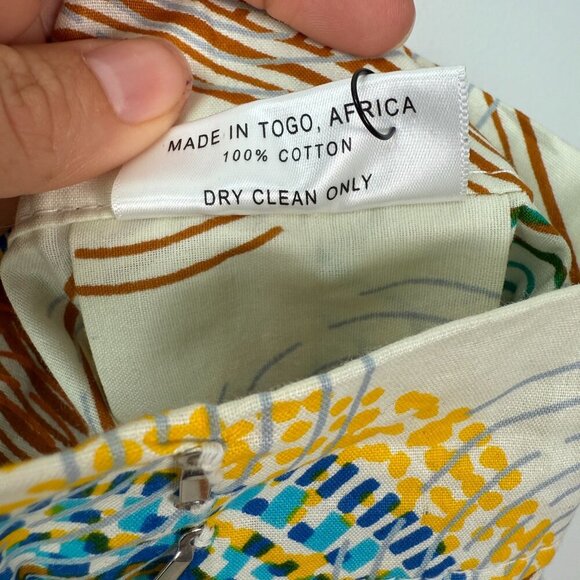 MADE IN TOGO, AFRICA
100% COTTON
DRY CLEAN ONLY